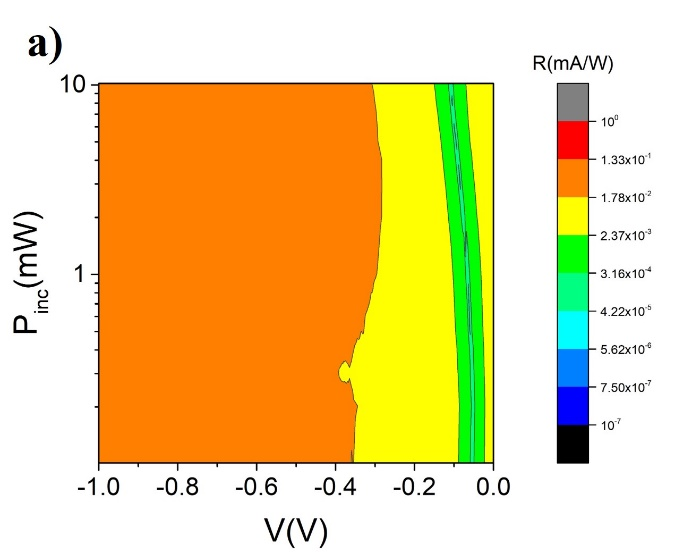 a)
R(mA/W)
10
1
P_inc(mW)
-1.0 -0.8 -0.6 -0.4 -0.2 0.0
V(V)
10⁰
1.33x10⁻¹
1.78x10⁻²
2.37x10⁻³
3.16x10⁻⁴
4.22x10⁻⁵
5.62x10⁻⁶
7.50x10⁻⁷
10⁻⁷